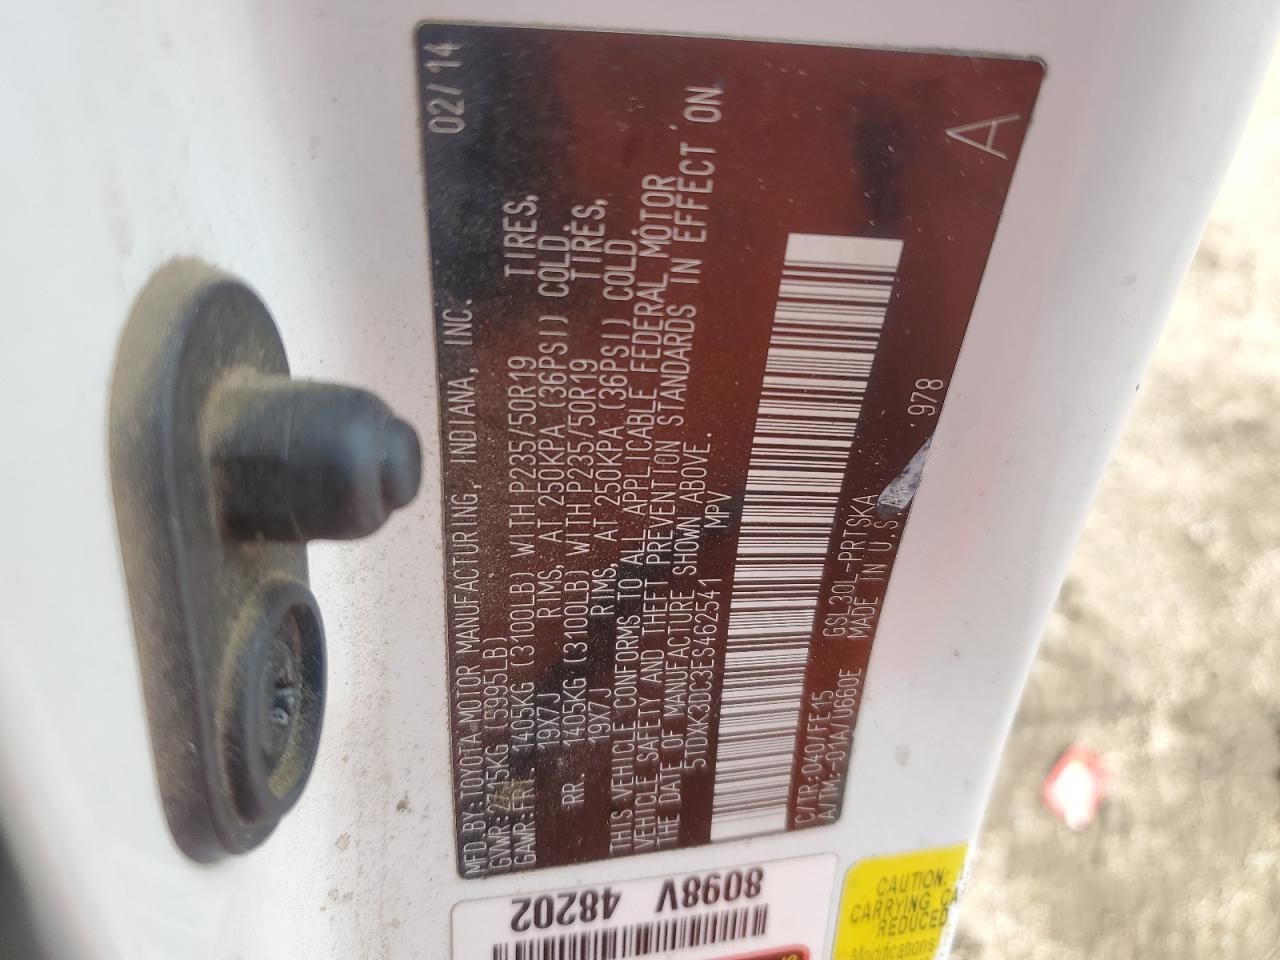 MFD BY: TOYOTA MOTOR MANUFACTURING, INDIANA, INC. 02/14
GVWR: 2715KG (5995LB)
GAWR: FR. 1405KG (3100LB) WITH P235/50R19 TIRES,
19X7J RIMS, AT 250KPA (36PSI) COLD.
RR. 1405KG (3100LB) WITH P235/50R19 TIRES,
19X7J RIMS, AT 250KPA (36PSI) COLD.
THIS VEHICLE CONFORMS TO ALL APPLICABLE FEDERAL MOTOR
VEHICLE SAFETY AND THEFT PREVENTION STANDARDS IN EFFECT ON
THE DATE OF MANUFACTURE SHOWN ABOVE.
5TDXK3DC3ES462541 MPV
C/TR: 040/FE15 GSL30L-PRTSKA 978
A/TM: -01A/U660E MADE IN U.S.A.
A
8098V 48202
CAUTION:
CARRYING CA
REDUCED
Modifications